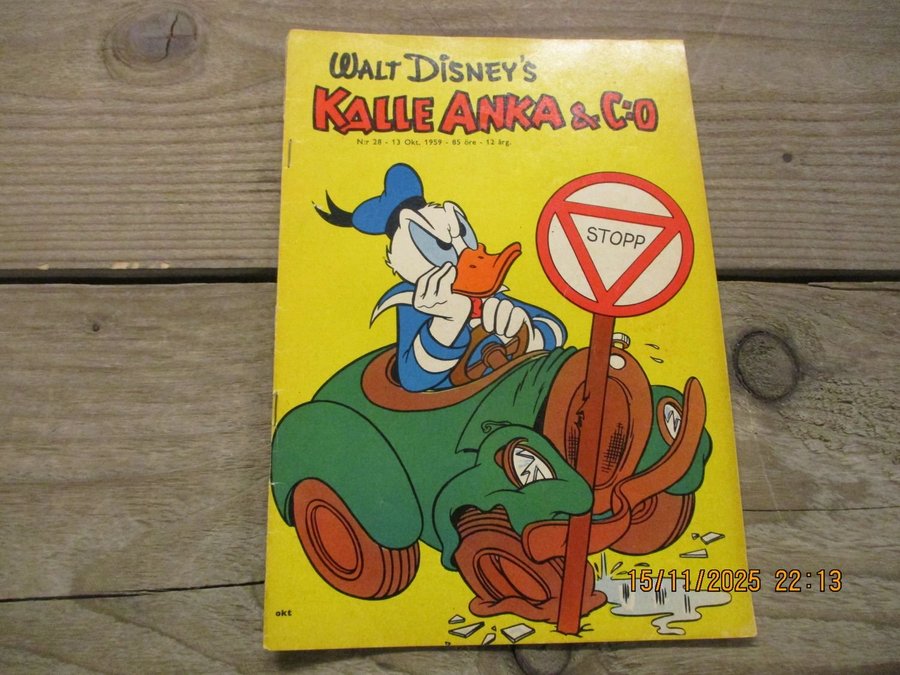 WALT DISNEY'S
KALLE ANKA & C:O
N:r 28 - 13 Okt. 1959 - 85 öre - 12 årg.
STOPP
15/11/2025 22:13
okt